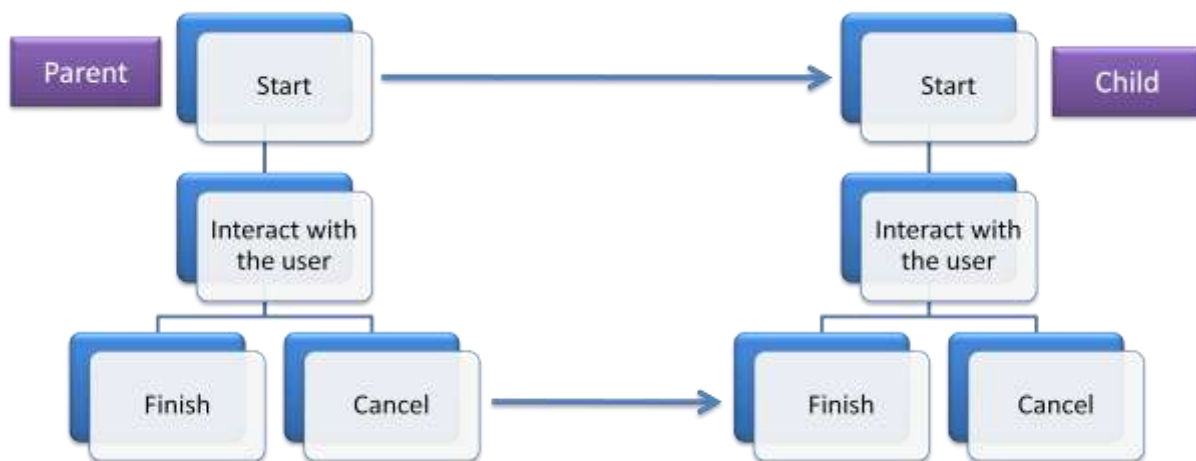 Parent
Start
Start
Child
Interact with
the user
Interact with
the user
Finish
Cancel
Finish
Cancel